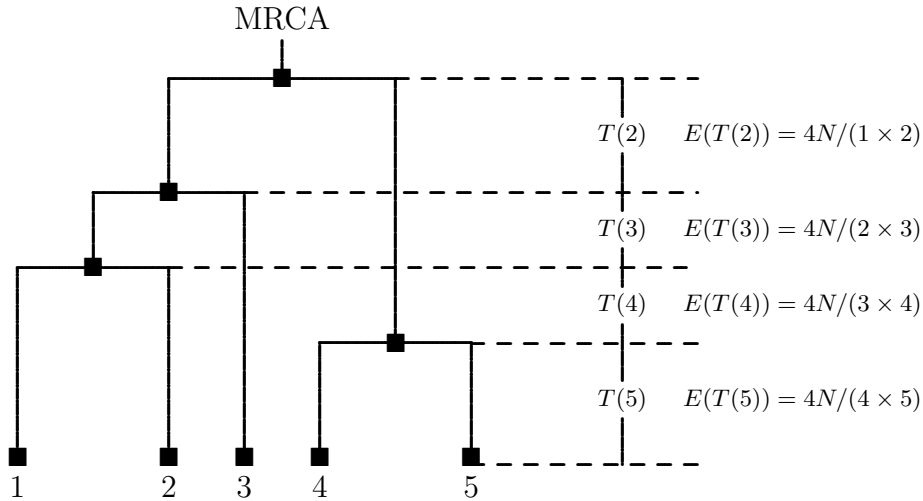 MRCA
T(2) E(T(2)) = 4N/(1 × 2)
T(3) E(T(3)) = 4N/(2 × 3)
T(4) E(T(4)) = 4N/(3 × 4)
T(5) E(T(5)) = 4N/(4 × 5)
1 2 3 4 5